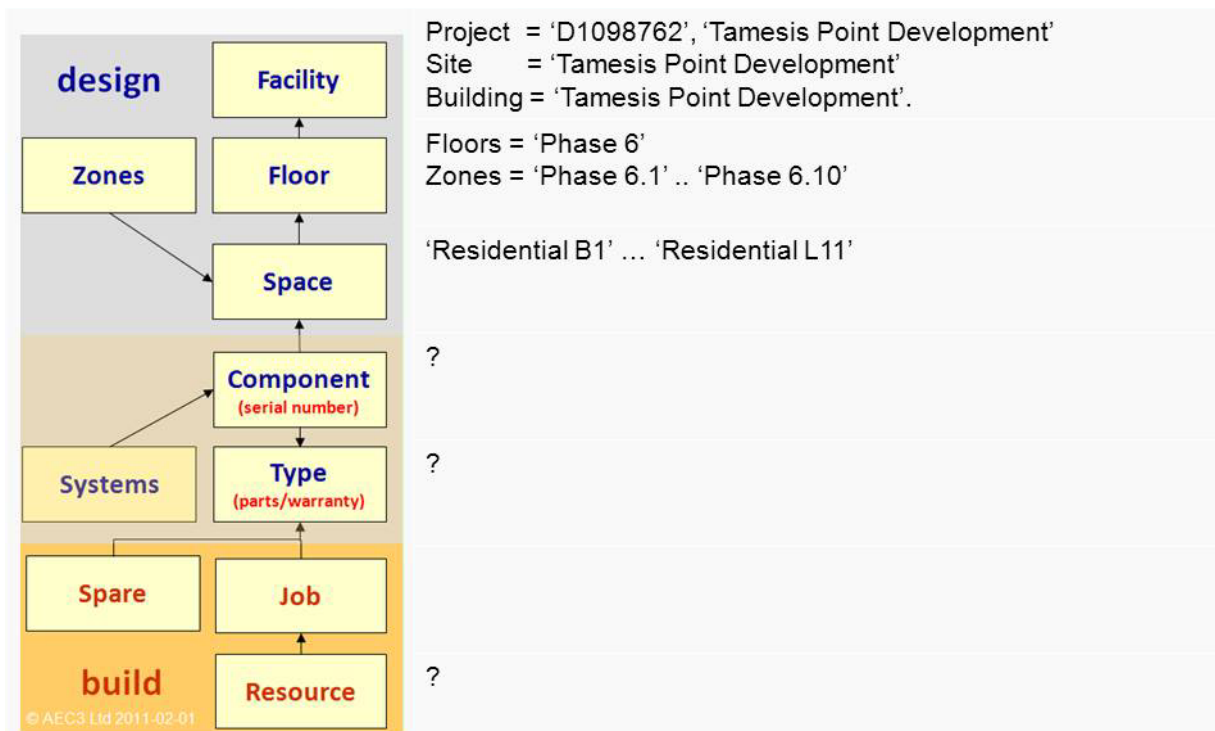 design
Facility
Project = 'D1098762', 'Tamesis Point Development'
Site = 'Tamesis Point Development'
Building = 'Tamesis Point Development'.
Zones
Floor
Floors = 'Phase 6'
Zones = 'Phase 6.1' .. 'Phase 6.10'
Space
'Residential B1' … 'Residential L11'
Component
(serial number)
?
Systems
Type
(parts/warranty)
?
Spare
Job
build
Resource
?
© AEC3 Ltd 2011-02-01